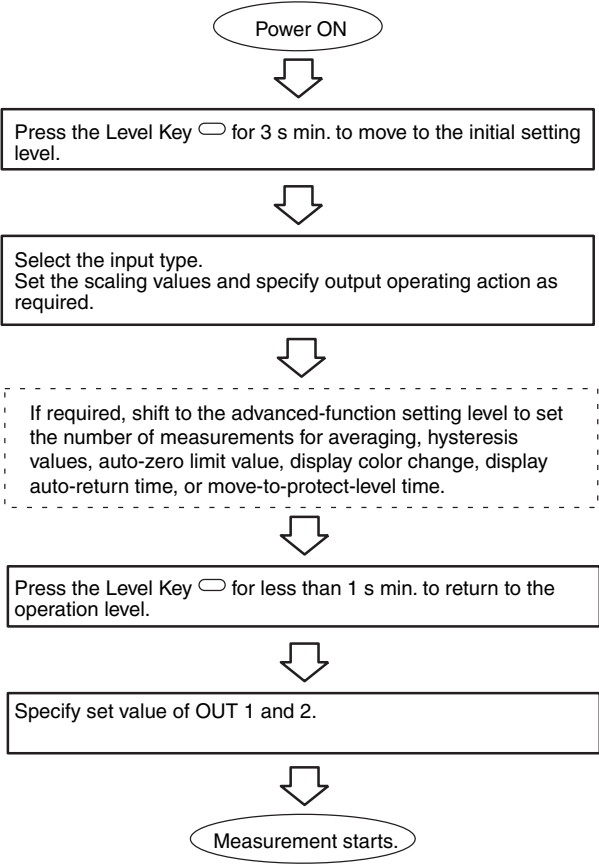 Power ON
Press the Level Key for 3 s min. to move to the initial setting
level.
Select the input type.
Set the scaling values and specify output operating action as
required.
If required, shift to the advanced-function setting level to set
the number of measurements for averaging, hysteresis
values, auto-zero limit value, display color change, display
auto-return time, or move-to-protect-level time.
Press the Level Key for less than 1 s min. to return to the
operation level.
Specify set value of OUT 1 and 2.
Measurement starts.